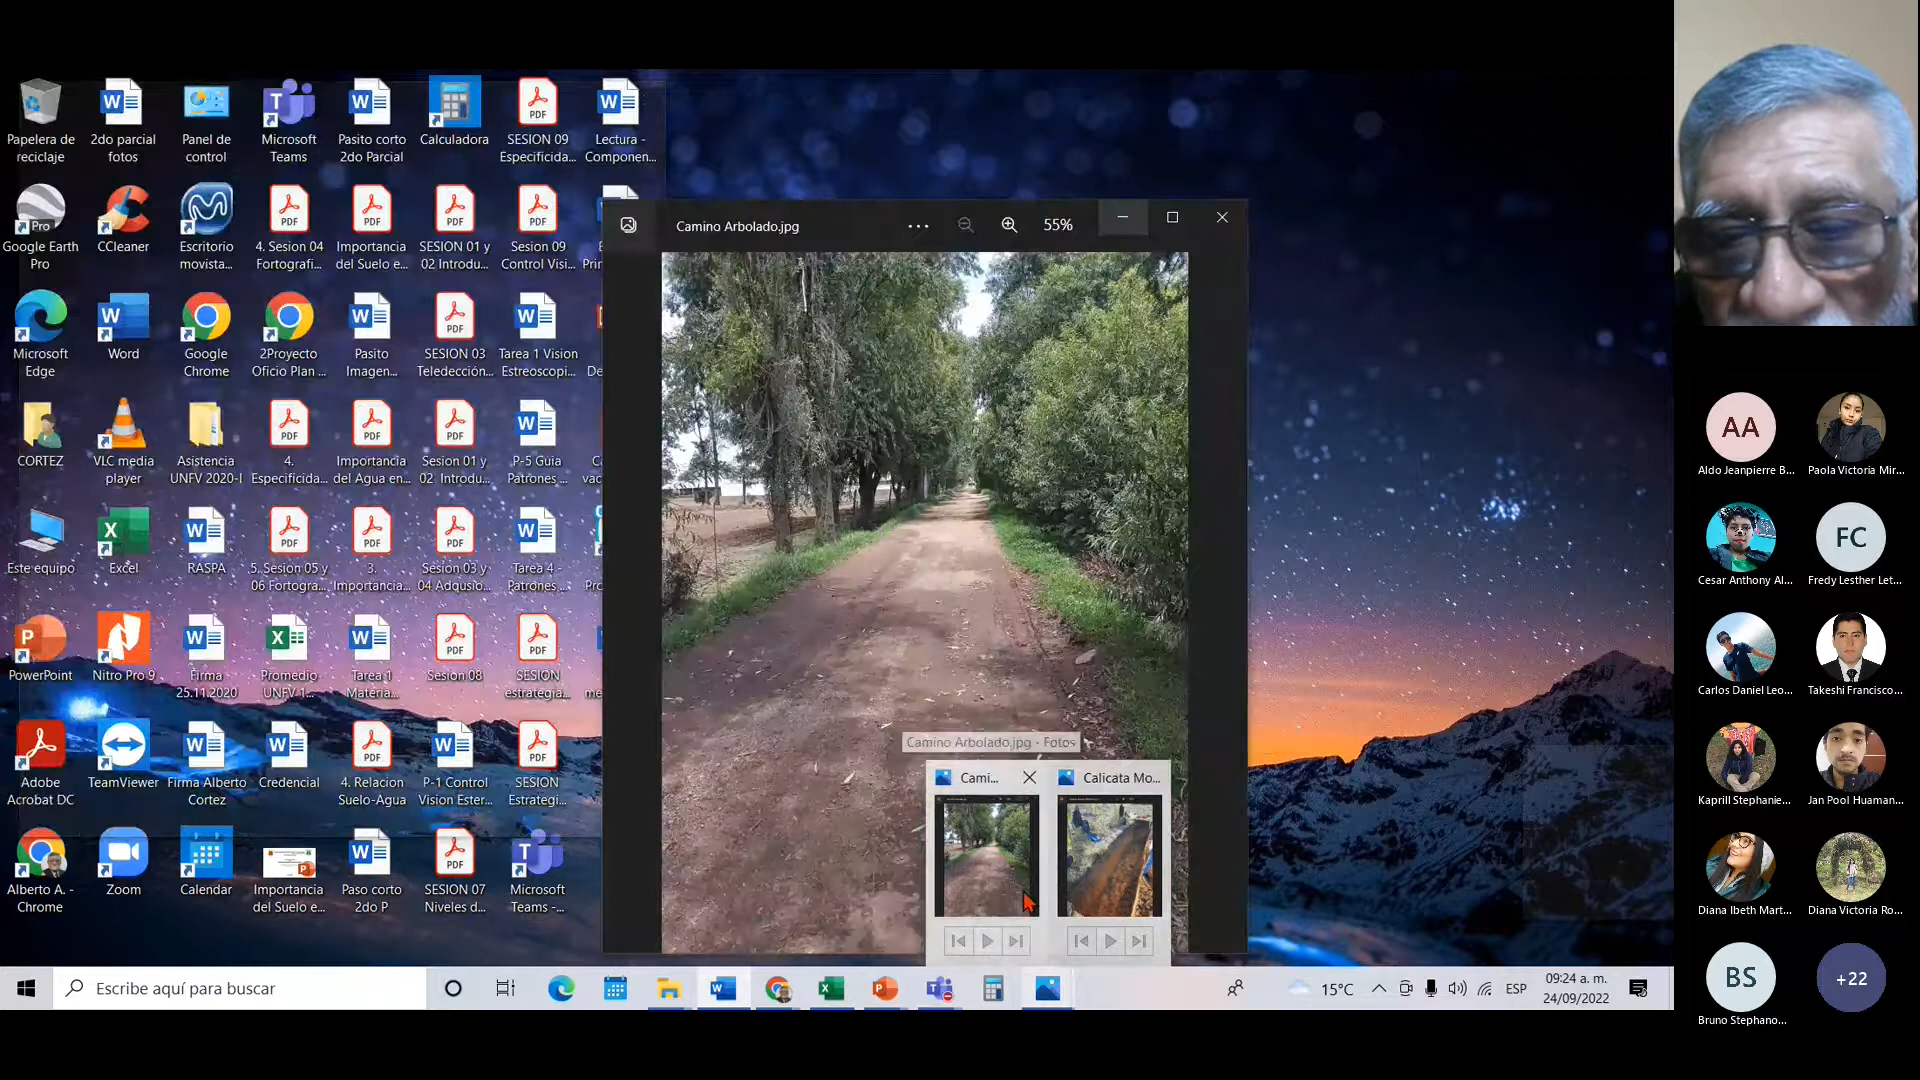 Papelera de reciclaje
2do parcial fotos
Panel de control
Microsoft Teams
Pasito corto 2do Parcial
Calculadora
SESION 09 Especificida...
Lectura - Componen...
Google Earth Pro
CCleaner
Escritorio movista...
4. Sesion 04 Fortografi...
Importancia del Suelo e...
SESION 01 y 02 Introdu...
Sesion 09 Control Visi...
Microsoft Edge
Word
Google Chrome
2Proyecto Oficio Plan ...
Pasito Imagen...
SESION 03 Teledección...
Tarea 1 Vision Estreoscopi...
CORTEZ
VLC media player
Asistencia UNFV 2020-I
4. Especificida...
Importancia del Agua en...
Sesion 01 y 02 Introdu...
P-5 Guia Patrones ...
Este equipo
Excel
RASPA
5. Sesion 05 y 06 Fortogra...
3. Importancia...
Sesion 03 y 04 Adqusio...
Tarea 4 - Patrones ...
PowerPoint
Nitro Pro 9
Firma 25.11.2020
Promedio UNFV 1...
Tarea 1 Materia...
Sesion 08
SESION estrategia...
Adobe Acrobat DC
TeamViewer
Firma Alberto Cortez
Credencial
4. Relacion Suelo-Agua
P-1 Control Vision Ester...
SESION Estrategi...
Alberto A. - Chrome
Zoom
Calendar
Importancia del Suelo e...
Paso corto 2do P
SESION 07 Niveles d...
Microsoft Teams -...
Camino Arbolado.jpg
55%
Camino Arbolado.jpg - Fotos
Cami...
Calicata Mo...
Escribe aquí para buscar
15°C
ESP
09:24 a. m.
24/09/2022
AA
Aldo Jeanpierre B...
Paola Victoria Mir...
Cesar Anthony Al...
FC
Fredy Lesther Let...
Carlos Daniel Leo...
Takeshi Francisco...
Kaprill Stephanie...
Jan Pool Huaman...
Diana Ibeth Mart...
Diana Victoria Ro...
BS
Bruno Stephano...
+22